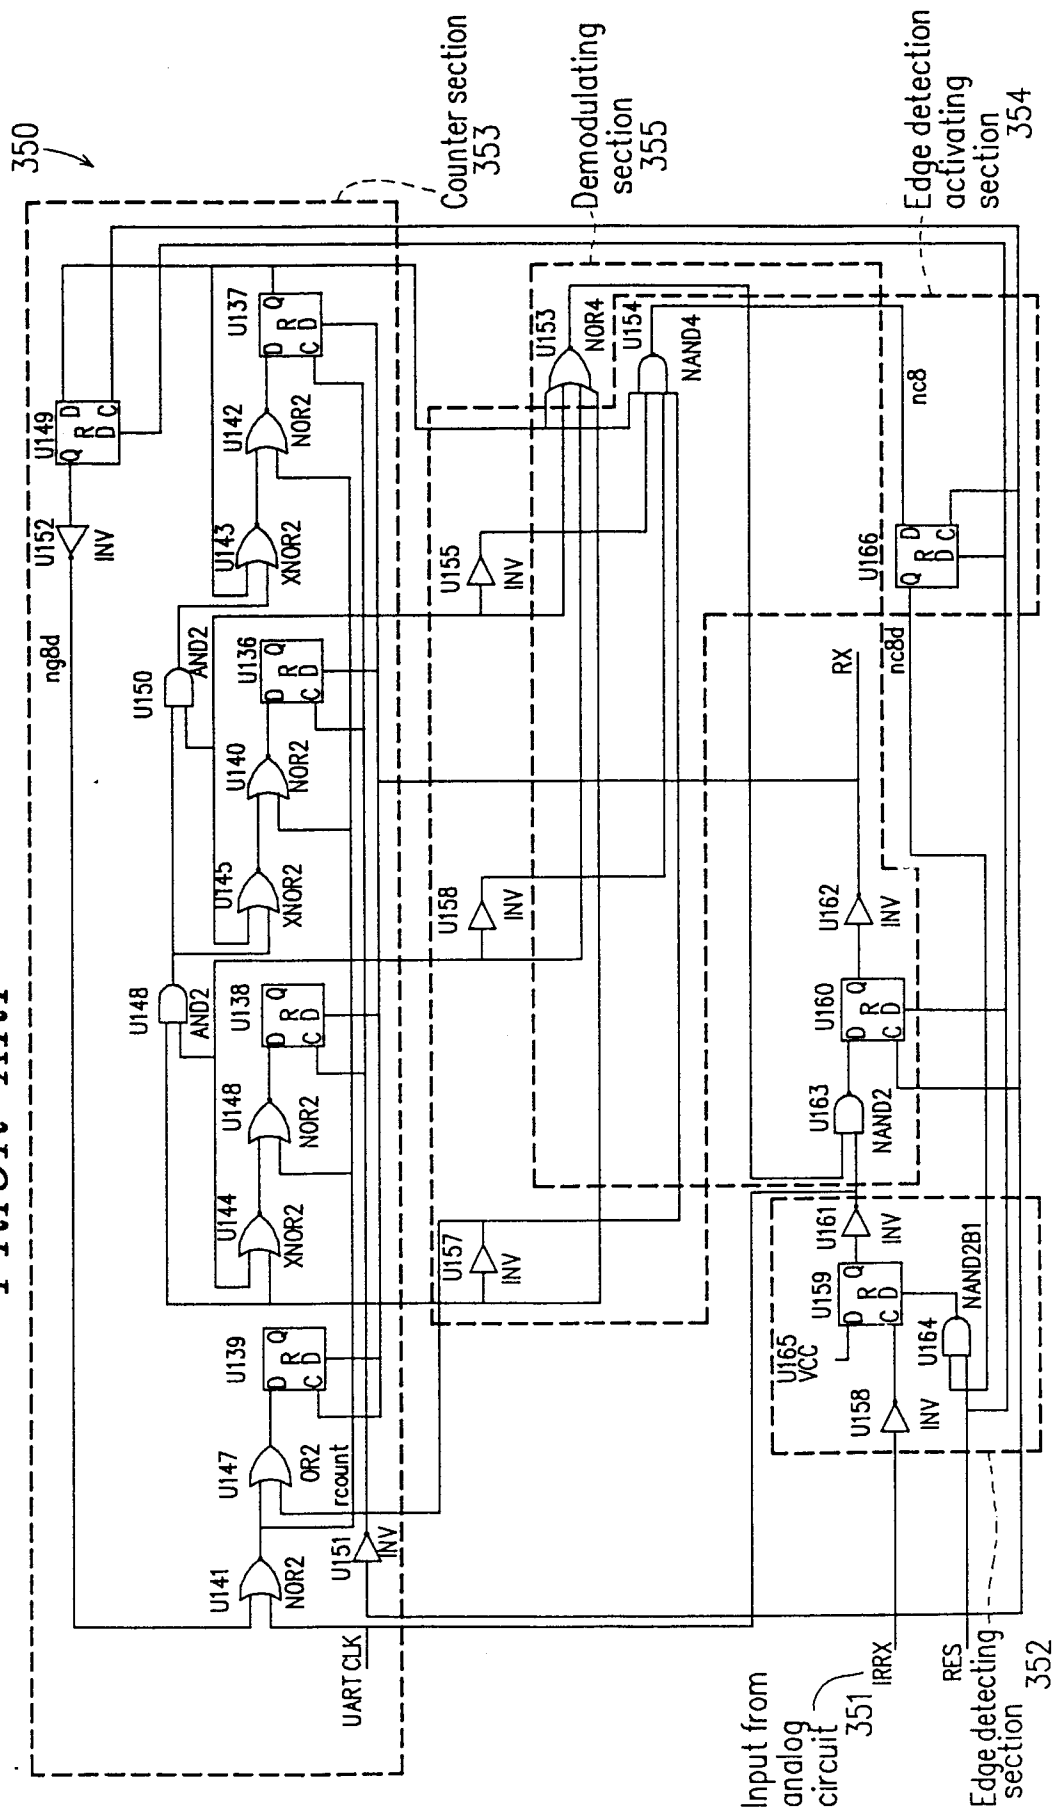 350
Counter section
353
Demodulating
section
355
Edge detection
activating
section
354
U149
Q
D
R
D
C
U152
INV
ng8d
U150
AND2
U148
AND2
U143
XNOR2
U142
NOR2
U137
D
Q
R
D
C
U145
XNOR2
U140
NOR2
U136
D
Q
R
D
C
U144
XNOR2
U148
NOR2
U138
D
Q
R
D
C
U141
NOR2
U147
OR2
U139
D
Q
R
D
C
rcount
U151
INV
UART CLK
U153
NOR4
U154
NAND4
U155
INV
U158
INV
U157
INV
nc8
U166
Q
D
R
D
C
nc8d
RX
U162
INV
U160
D
Q
R
D
C
U163
NAND2
U161
INV
U159
D
Q
R
D
C
U165
VCC
U164
NAND2B1
U158
INV
Input from
analog
circuit
351
IRRX
RES
Edge detecting
section
352